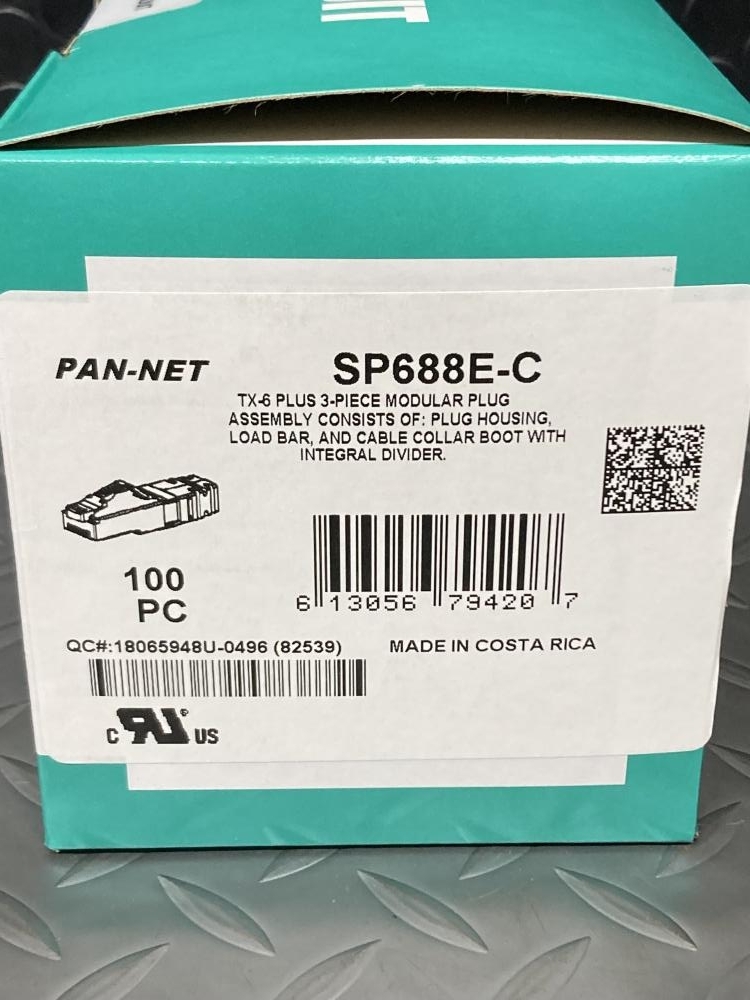 PAN-NET
SP688E-C
TX-6 PLUS 3-PIECE MODULAR PLUG
ASSEMBLY CONSISTS OF: PLUG HOUSING,
LOAD BAR, AND CABLE COLLAR BOOT WITH
INTEGRAL DIVIDER.
100
PC
6 13056 79420 7
QC#:18065948U-0496 (82539)
MADE IN COSTA RICA
C RU® US